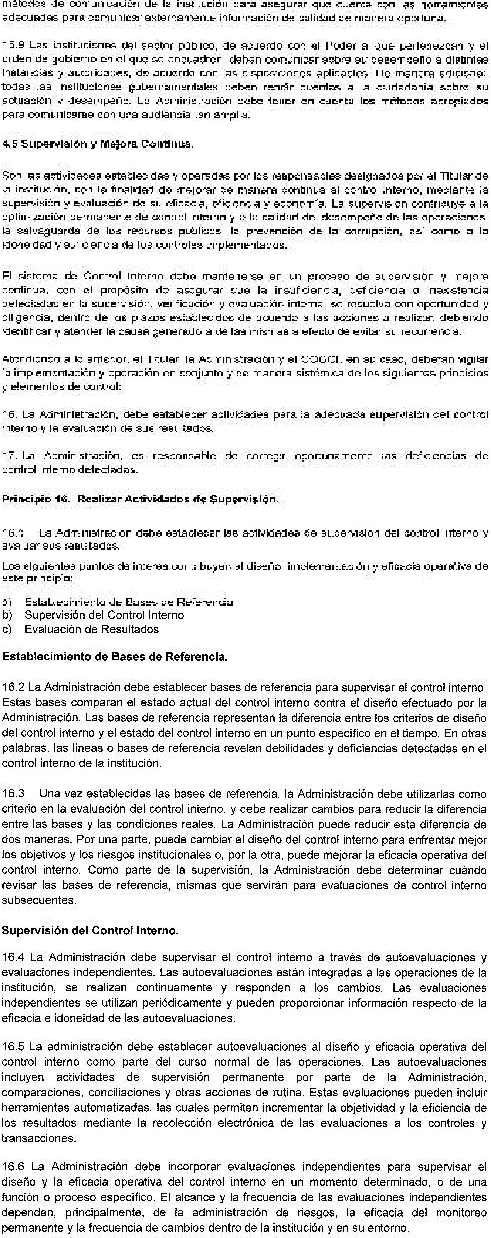 métodos de comunicación de la institución para asegurar que cuenta con las herramientas
adecuadas para comunicar externamente información de calidad de manera oportuna.
15.9 Las instituciones del sector público, de acuerdo con el Poder al que pertenezcan y el
orden de gobierno en el que se encuadren, deben comunicar sobre su desempeño a distintas
instancias y autoridades, de acuerdo con las disposiciones aplicables. De manera adicional,
todas las instituciones gubernamentales deben rendir cuentas a la ciudadanía sobre su
actuación y desempeño. La Administración debe tener en cuenta los métodos apropiados
para comunicarse con una audiencia tan amplia.
4.5 Supervisión y Mejora Continua.
Son las actividades establecidas y operadas por los responsables designados por el Titular de
la institución, con la finalidad de mejorar de manera continua al control interno, mediante la
supervisión y evaluación de su eficacia, eficiencia y economía. La supervisión contribuye a la
optimización permanente del control interno y a la calidad del desempeño de las operaciones,
la salvaguarda de los recursos públicos, la prevención de la corrupción, así como a la
idoneidad y suficiencia de los controles implementados.
El sistema de Control Interno debe mantenerse en un proceso de supervisión y mejora
continua, con el propósito de asegurar que la insuficiencia, deficiencia o inexistencia
detectadas en la supervisión, verificación y evaluación interna, se resuelva con oportunidad y
diligencia, dentro de los plazos establecidos de acuerdo a las acciones a realizar, debiendo
identificar y atender la causa generadora de las mismas a efecto de evitar su recurrencia.
Atendiendo a lo anterior, el Titular, la Administración y el COCOI, en su caso, deberán vigilar
la implementación y operación en conjunto y de manera sistémica de los siguientes principios
y elementos de control:
16. La Administración, debe establecer actividades para la adecuada supervisión del control
interno y la evaluación de sus resultados.
17. La Administración, es responsable de corregir oportunamente las deficiencias de
control interno detectadas.
Principio 16. Realizar Actividades de Supervisión.
16.1 La Administración debe establecer las actividades de supervisión del control interno y
evaluar sus resultados.
Los siguientes puntos de interés contribuyen al diseño, implementación y eficacia operativa de
este principio:
a) Establecimiento de Bases de Referencia
b) Supervisión del Control Interno
c) Evaluación de Resultados
Establecimiento de Bases de Referencia.
16.2 La Administración debe establecer bases de referencia para supervisar el control interno.
Estas bases comparan el estado actual del control interno contra el diseño efectuado por la
Administración. Las bases de referencia representan la diferencia entre los criterios de diseño
del control interno y el estado del control interno en un punto específico en el tiempo. En otras
palabras, las líneas o bases de referencia revelan debilidades y deficiencias detectadas en el
control interno de la institución.
16.3 Una vez establecidas las bases de referencia, la Administración debe utilizarlas como
criterio en la evaluación del control interno, y debe realizar cambios para reducir la diferencia
entre las bases y las condiciones reales. La Administración puede reducir esta diferencia de
dos maneras. Por una parte, puede cambiar el diseño del control interno para enfrentar mejor
los objetivos y los riesgos institucionales o, por la otra, puede mejorar la eficacia operativa del
control interno. Como parte de la supervisión, la Administración debe determinar cuándo
revisar las bases de referencia, mismas que servirán para evaluaciones de control interno
subsecuentes.
Supervisión del Control Interno.
16.4 La Administración debe supervisar el control interno a través de autoevaluaciones y
evaluaciones independientes. Las autoevaluaciones están integradas a las operaciones de la
institución, se realizan continuamente y responden a los cambios. Las evaluaciones
independientes se utilizan periódicamente y pueden proporcionar información respecto de la
eficacia e idoneidad de las autoevaluaciones.
16.5 La administración debe establecer autoevaluaciones al diseño y eficacia operativa del
control interno como parte del curso normal de las operaciones. Las autoevaluaciones
incluyen actividades de supervisión permanente por parte de la Administración,
comparaciones, conciliaciones y otras acciones de rutina. Estas evaluaciones pueden incluir
herramientas automatizadas, las cuales permiten incrementar la objetividad y la eficiencia de
los resultados mediante la recolección electrónica de las evaluaciones a los controles y
transacciones.
16.6 La Administración debe incorporar evaluaciones independientes para supervisar el
diseño y la eficacia operativa del control interno en un momento determinado, o de una
función o proceso específico. El alcance y la frecuencia de las evaluaciones independientes
dependen, principalmente, de la administración de riesgos, la eficacia del monitoreo
permanente y la frecuencia de cambios dentro de la institución y en su entorno.